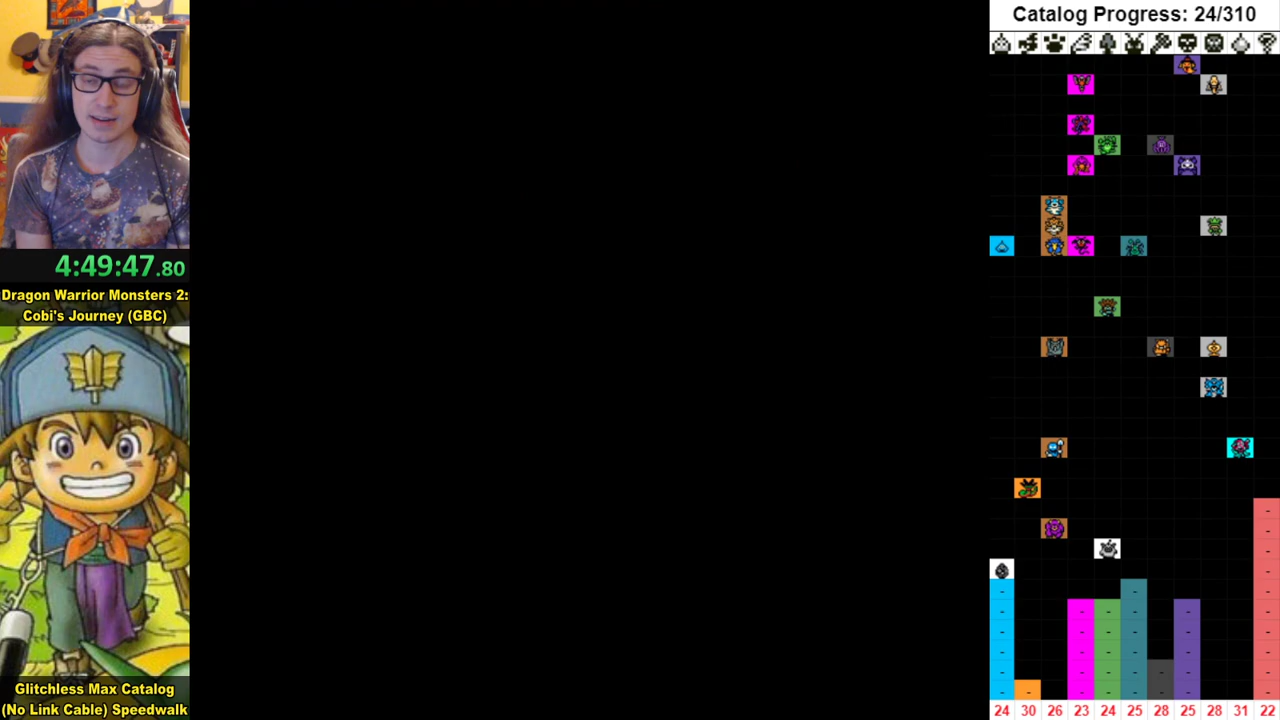 Catalog Progress: 24/310
4:49:47.80
Dragon Warrior Monsters 2:
Cobi's Journey (GBC)
Glitchless Max Catalog
(No Link Cable) Speedwalk
24 30 26 23 24 25 28 25 28 31 22